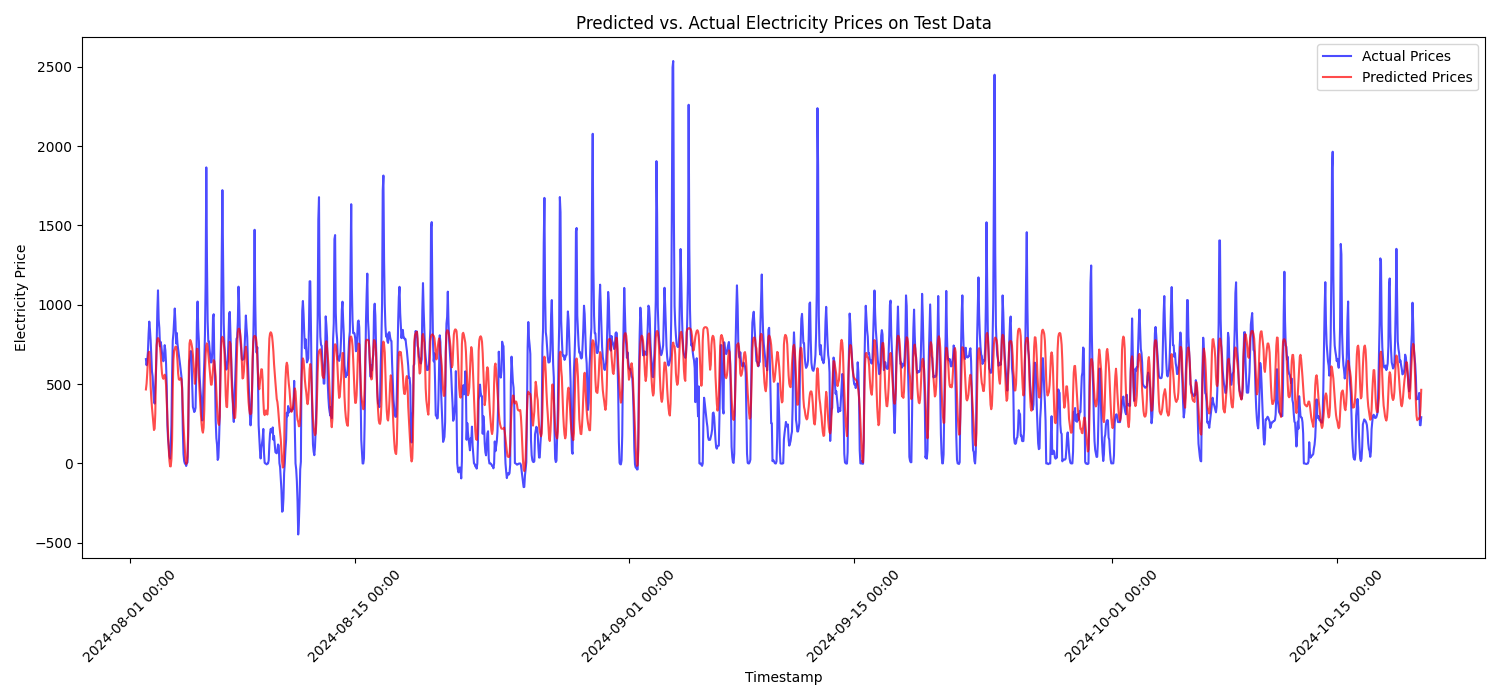 Predicted vs. Actual Electricity Prices on Test Data
Actual Prices
Predicted Prices
Electricity Price
2500
2000
1500
1000
500
0
−500
2024-08-01 00:00
2024-08-15 00:00
2024-09-01 00:00
2024-09-15 00:00
2024-10-01 00:00
2024-10-15 00:00
Timestamp